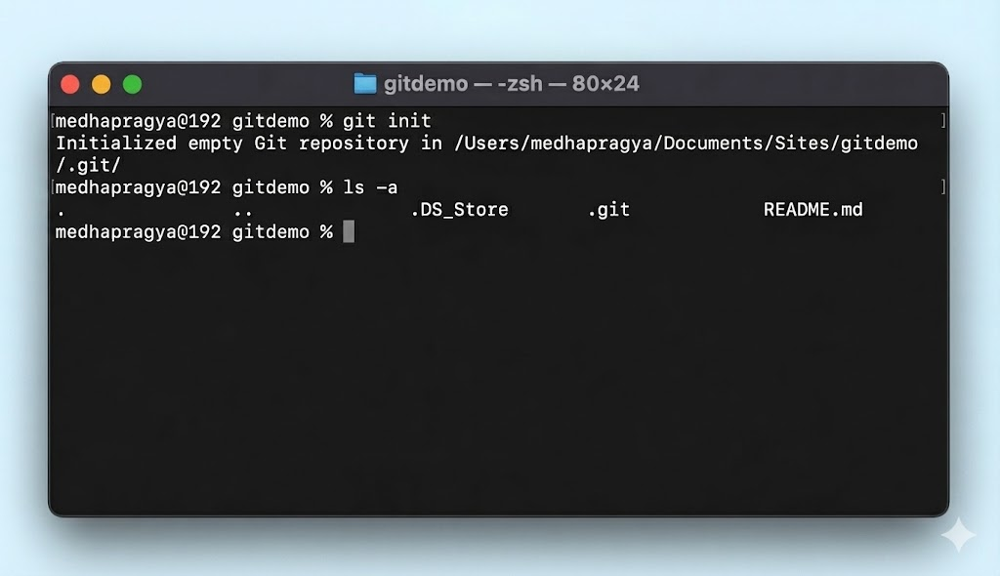 gitdemo — -zsh — 80×24
[medhapragya@192 gitdemo % git init ]
Initialized empty Git repository in /Users/medhapragya/Documents/Sites/gitdemo
/.git/
[medhapragya@192 gitdemo % ls -a ]
. .. .DS_Store .git README.md
medhapragya@192 gitdemo %